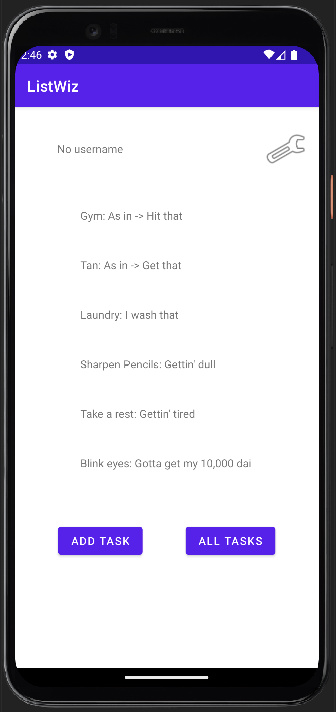 2:46
ListWiz
No username
Gym: As in -> Hit that
Tan: As in -> Get that
Laundry: I wash that
Sharpen Pencils: Gettin' dull
Take a rest: Gettin' tired
Blink eyes: Gotta get my 10,000 dai
ADD TASK
ALL TASKS